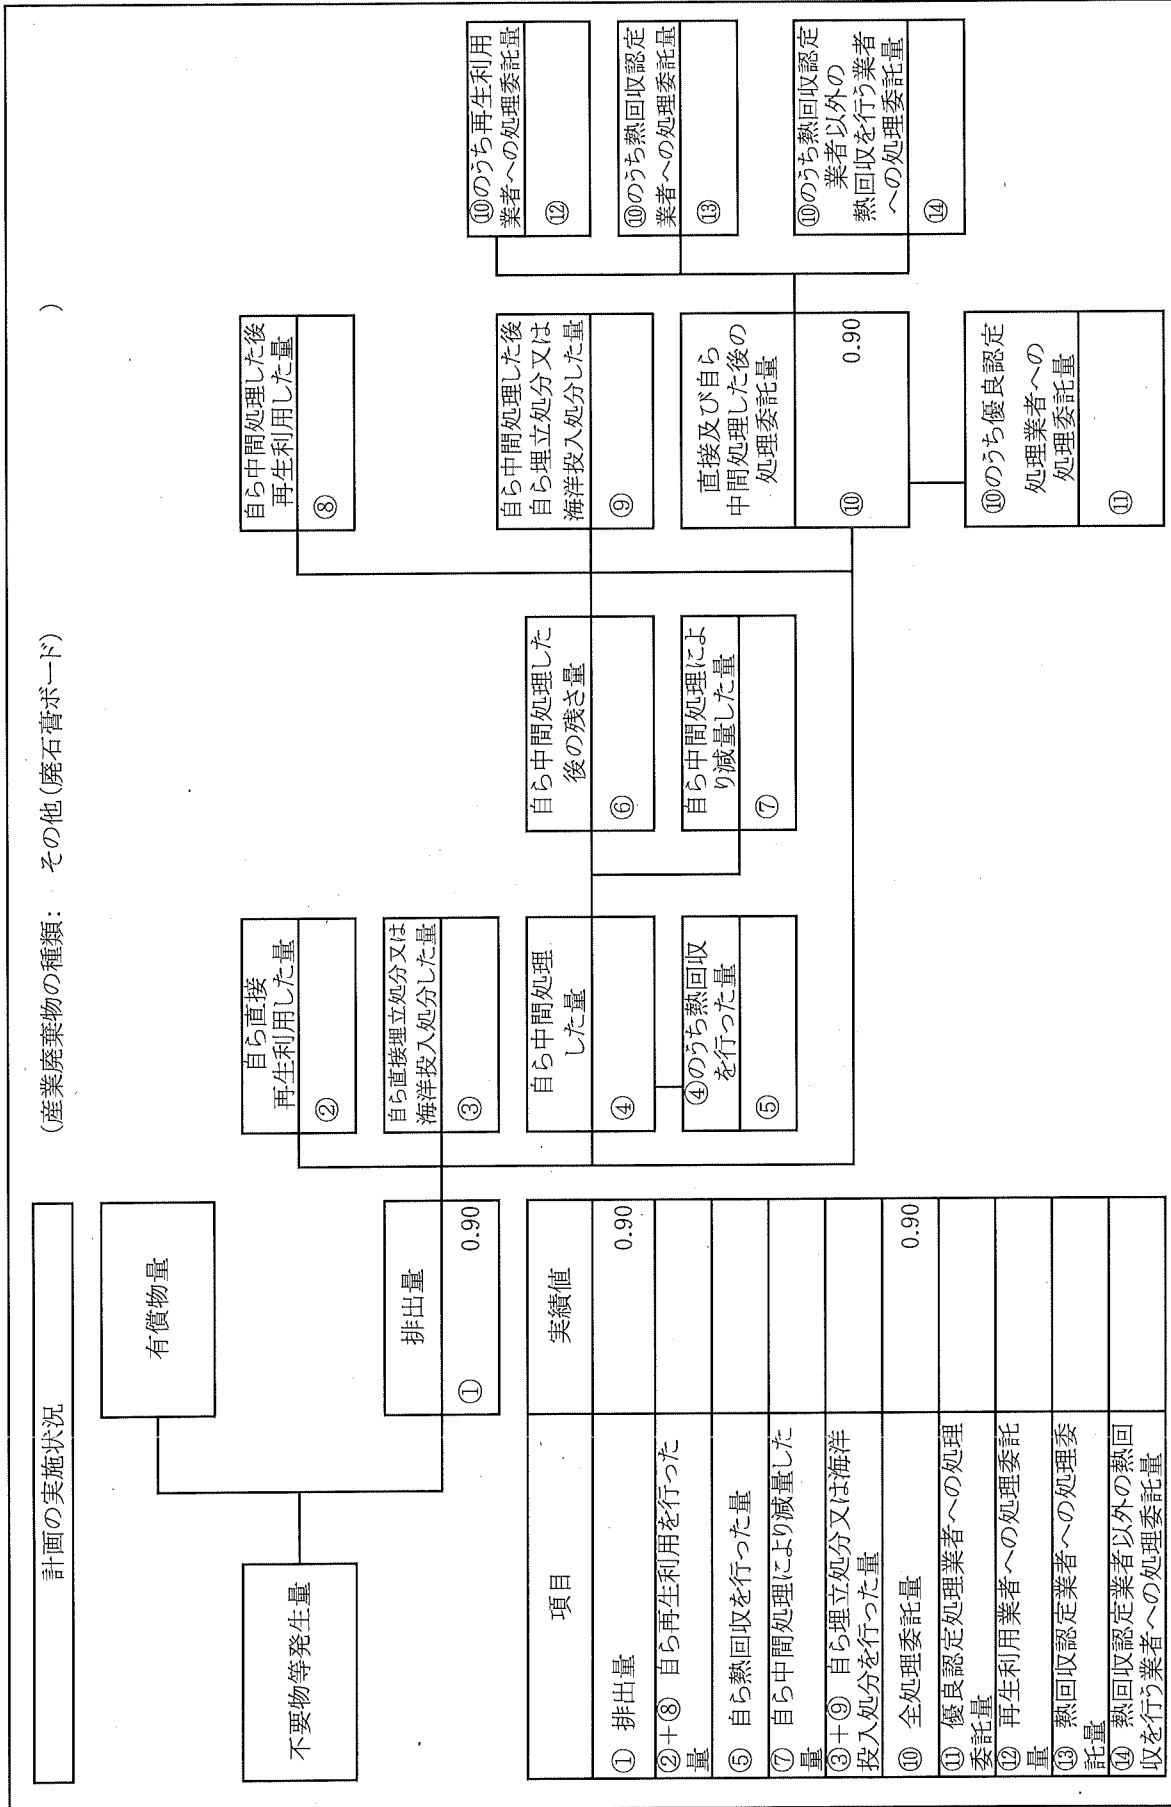 計画の実施状況
(産業廃棄物の種類： その他(廃石膏ボード) )
不要物等発生量
有償物量
排出量
① 0.90
自ら直接
再生利用した量
②
自ら直接埋立処分又は
海洋投入処分した量
③
自ら中間処理
した量
④
④のうち熱回収
を行った量
⑤
自ら中間処理した
後の残さ量
⑥
自ら中間処理によ
り減量した量
⑦
自ら中間処理した後
再生利用した量
⑧
自ら中間処理した後
自ら埋立処分又は
海洋投入処分した量
⑨
直接及び自ら
中間処理した後の
処理委託量
⑩ 0.90
⑩のうち優良認定
処理業者への
処理委託量
⑪
⑩のうち再生利用
業者への処理委託量
⑫
⑩のうち熱回収認定
業者への処理委託量
⑬
⑩のうち熱回収認定
業者以外の
熱回収を行う業者
への処理委託量
⑭
項目 実績値
① 排出量 0.90
②＋⑧ 自ら再生利用を行った
量
⑤ 自ら熱回収を行った量
⑦ 自ら中間処理により減量した
量
③＋⑨ 自ら埋立処分又は海洋
投入処分を行った量
⑩ 全処理委託量 0.90
⑪ 優良認定処理業者への処理
委託量
⑫ 再生利用業者への処理委託
量
⑬ 熱回収認定業者への処理委
託量
⑭ 熱回収認定業者以外の熱回
収を行う業者への処理委託量